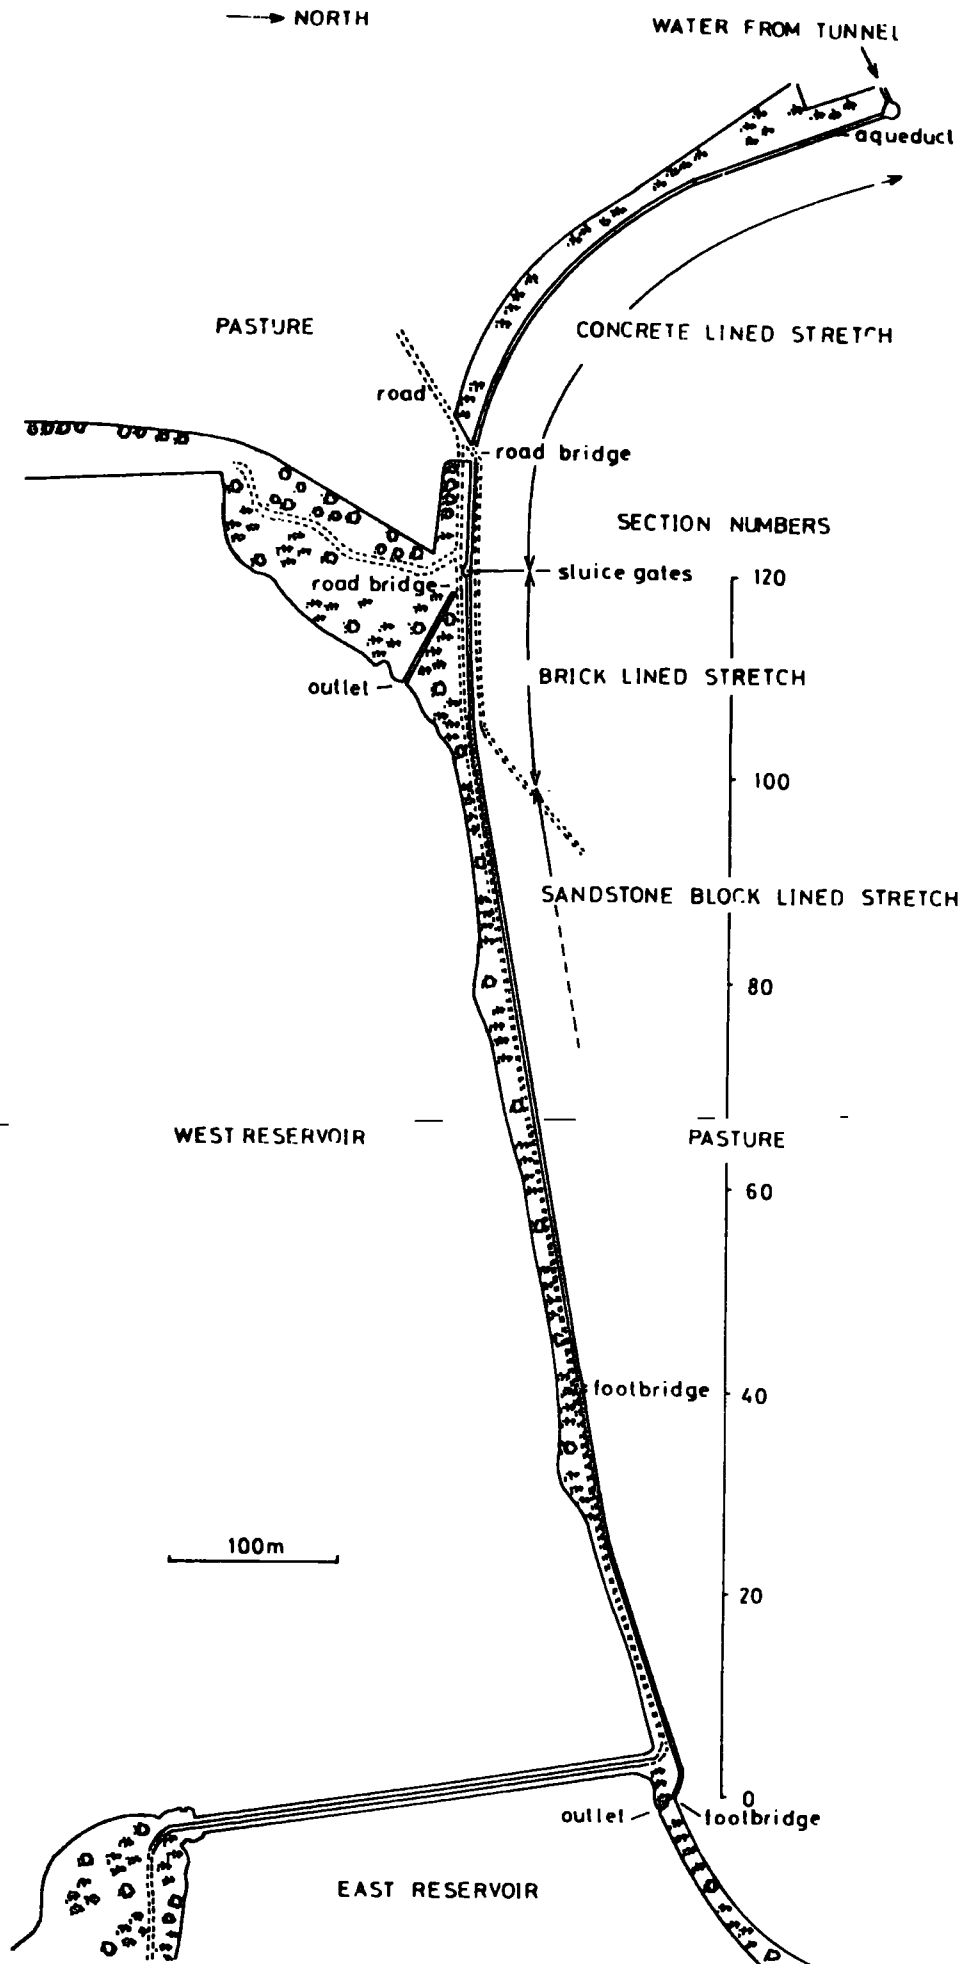 NORTH
WATER FROM TUNNEL
aqueduct
PASTURE
CONCRETE LINED STRETCH
road
road bridge
SECTION NUMBERS
sluice gates
120
road bridge
BRICK LINED STRETCH
outlet
100
SANDSTONE BLOCK LINED STRETCH
80
WEST RESERVOIR
PASTURE
60
footbridge
40
100m
20
0
outlet
footbridge
EAST RESERVOIR